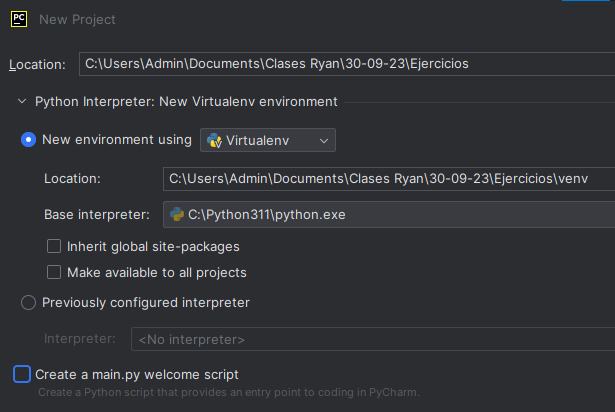 PC New Project
Location: C:\Users\Admin\Documents\Clases Ryan\30-09-23\Ejercicios
Python Interpreter: New Virtualenv environment
New environment using Virtualenv
Location: C:\Users\Admin\Documents\Clases Ryan\30-09-23\Ejercicios\venv
Base interpreter: C:\Python311\python.exe
Inherit global site-packages
Make available to all projects
Previously configured interpreter
Interpreter: <No interpreter>
Create a main.py welcome script
Create a Python script that provides an entry point to coding in PyCharm.